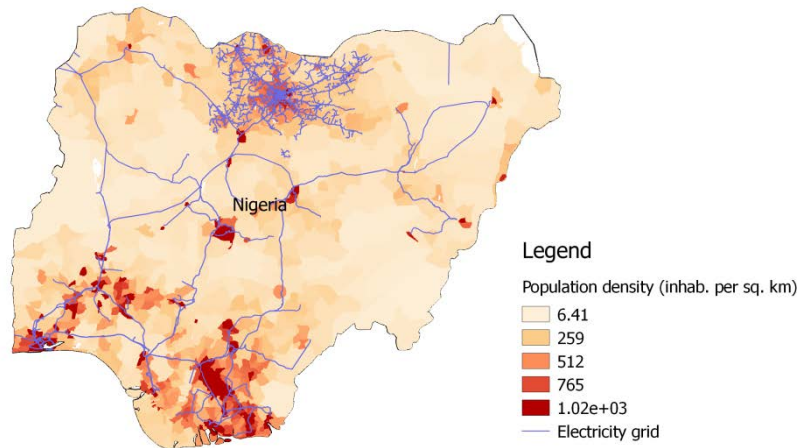 Nigeria
Legend
Population density (inhab. per sq. km)
6.41
259
512
765
1.02e+03
Electricity grid